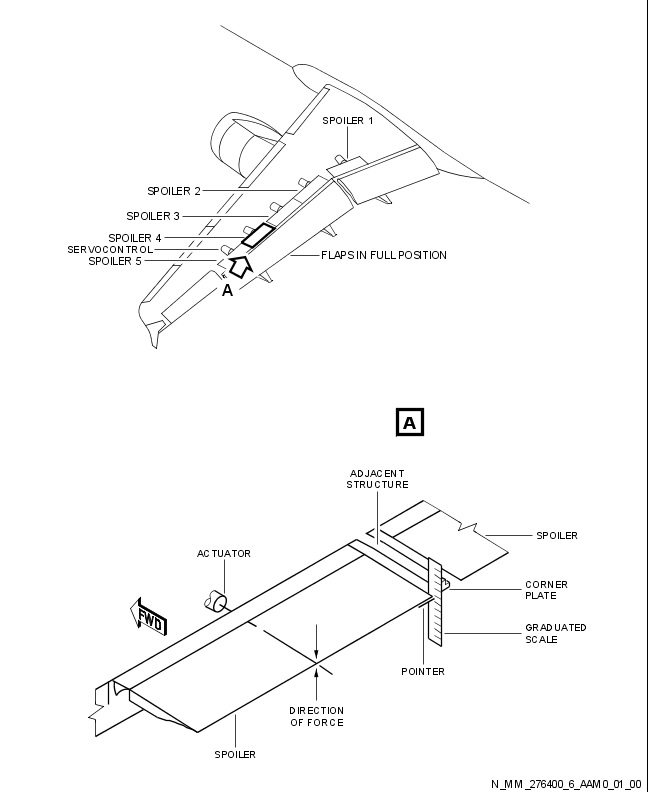 SPOILER 1
SPOILER 2
SPOILER 3
SPOILER 4
SERVOCONTROL
SPOILER 5
FLAPS IN FULL POSITION
A
A
ADJACENT
STRUCTURE
SPOILER
ACTUATOR
CORNER
PLATE
FWD
GRADUATED
SCALE
POINTER
DIRECTION
OF FORCE
SPOILER
N_MM_276400_6_AAM0_01_00